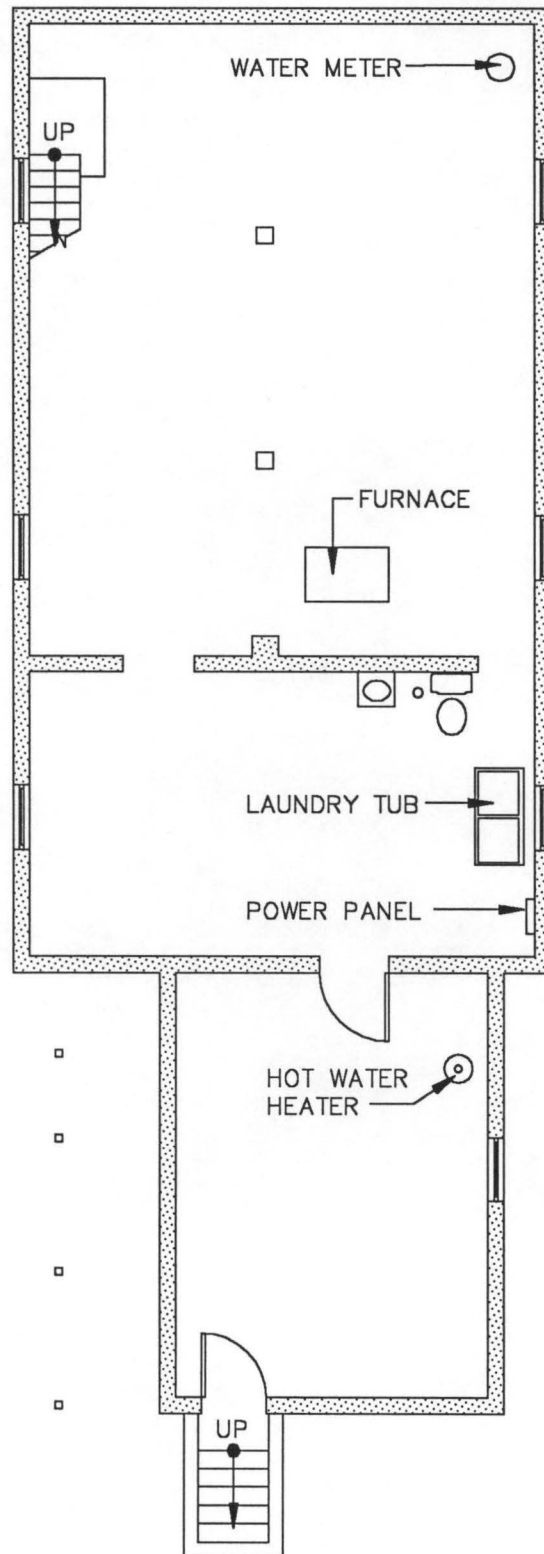 WATER METER
UP
FURNACE
LAUNDRY TUB
POWER PANEL
HOT WATER
HEATER
UP